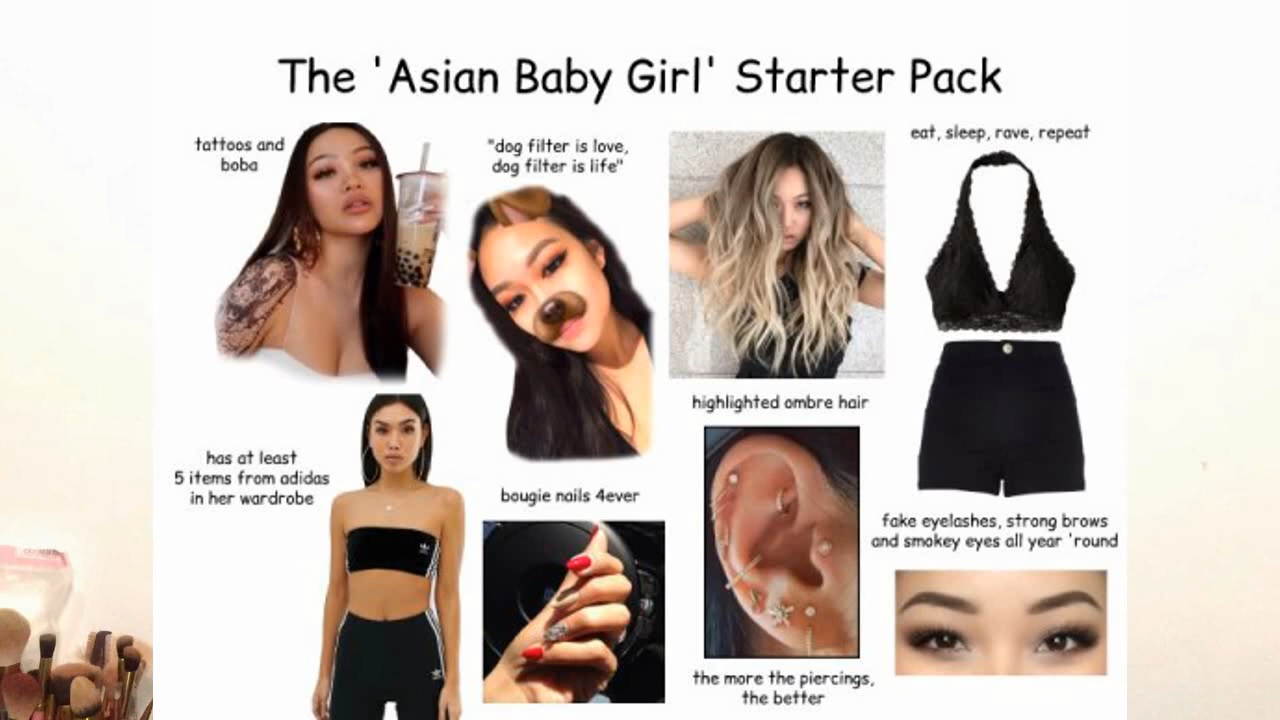 The 'Asian Baby Girl' Starter Pack
tattoos and
boba
"dog filter is love,
dog filter is life"
eat, sleep, rave, repeat
highlighted ombre hair
has at least
5 items from adidas
in her wardrobe
bougie nails 4ever
fake eyelashes, strong brows
and smokey eyes all year 'round
the more the piercings,
the better